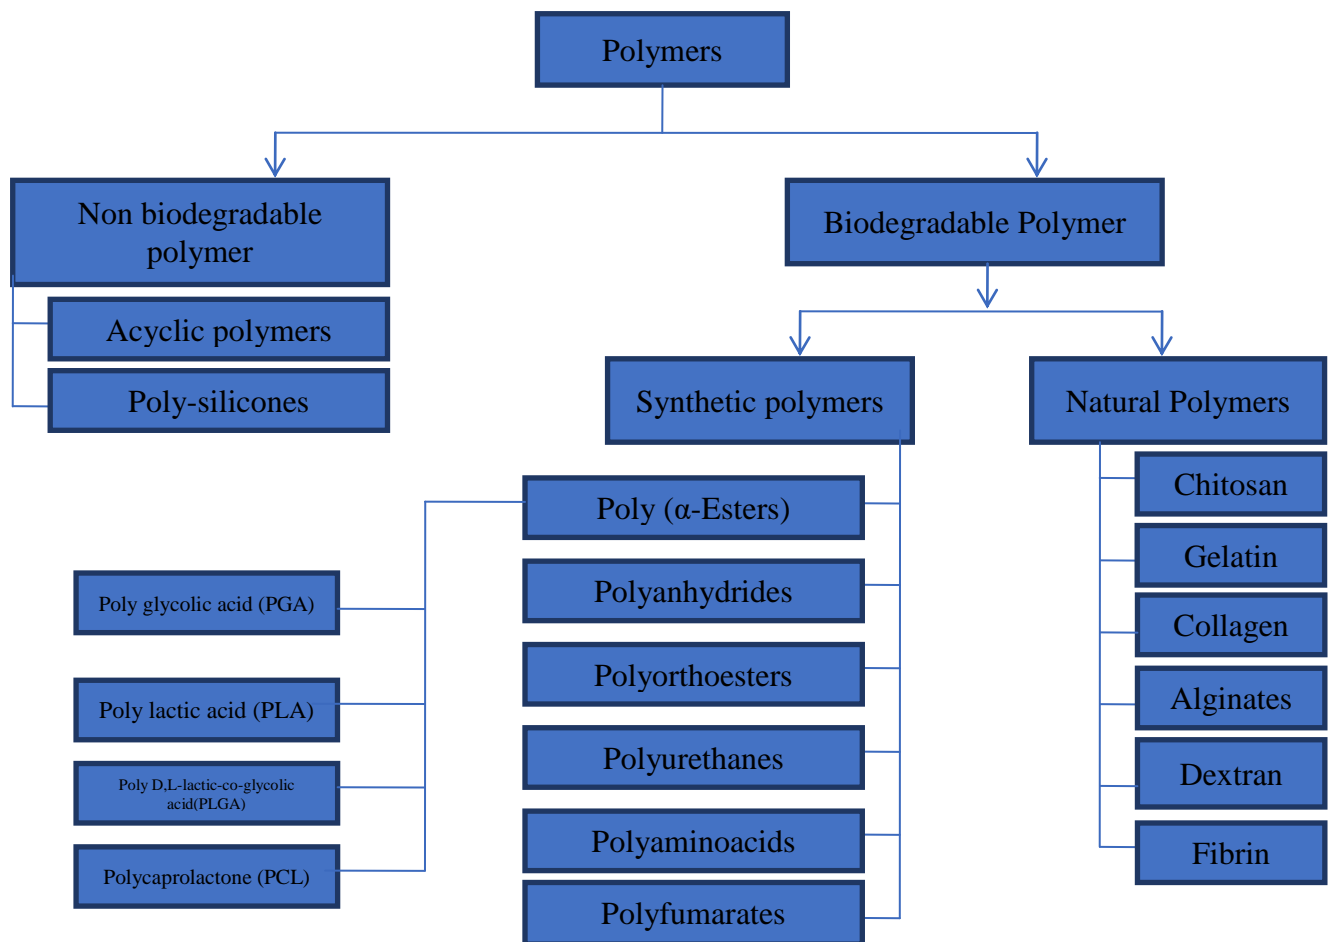 Polymers
Non biodegradable
polymer
Biodegradable Polymer
Acyclic polymers
Poly-silicones
Synthetic polymers
Natural Polymers
Poly (α-Esters)
Polyanhydrides
Polyorthoesters
Polyurethanes
Polyaminoacids
Polyfumarates
Poly glycolic acid (PGA)
Poly lactic acid (PLA)
Poly D,L-lactic-co-glycolic
acid(PLGA)
Polycaprolactone (PCL)
Chitosan
Gelatin
Collagen
Alginates
Dextran
Fibrin